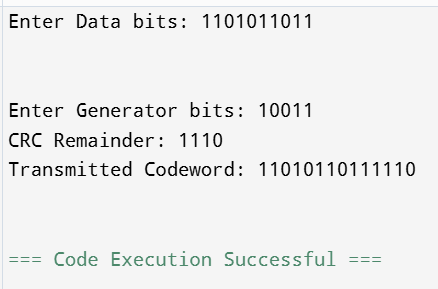 Enter Data bits: 1101011011
Enter Generator bits: 10011
CRC Remainder: 1110
Transmitted Codeword: 11010110111110
=== Code Execution Successful ===